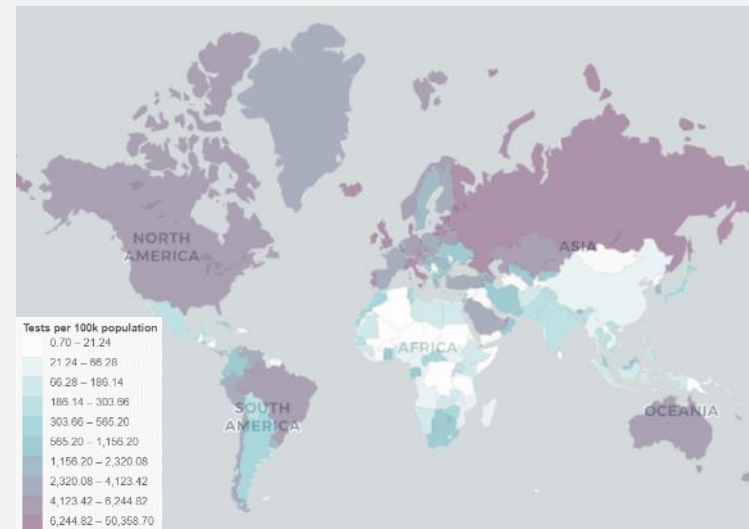 NORTH
AMERICA
ASIA
AFRICA
SOUTH
AMERICA
OCEANIA
Tests per 100k population
0.70 – 21.24
21.24 – 66.28
66.28 – 186.14
186.14 – 303.66
303.66 – 565.20
565.20 – 1,156.20
1,156.20 – 2,320.08
2,320.08 – 4,123.42
4,123.42 – 6,244.82
6,244.82 – 50,358.70